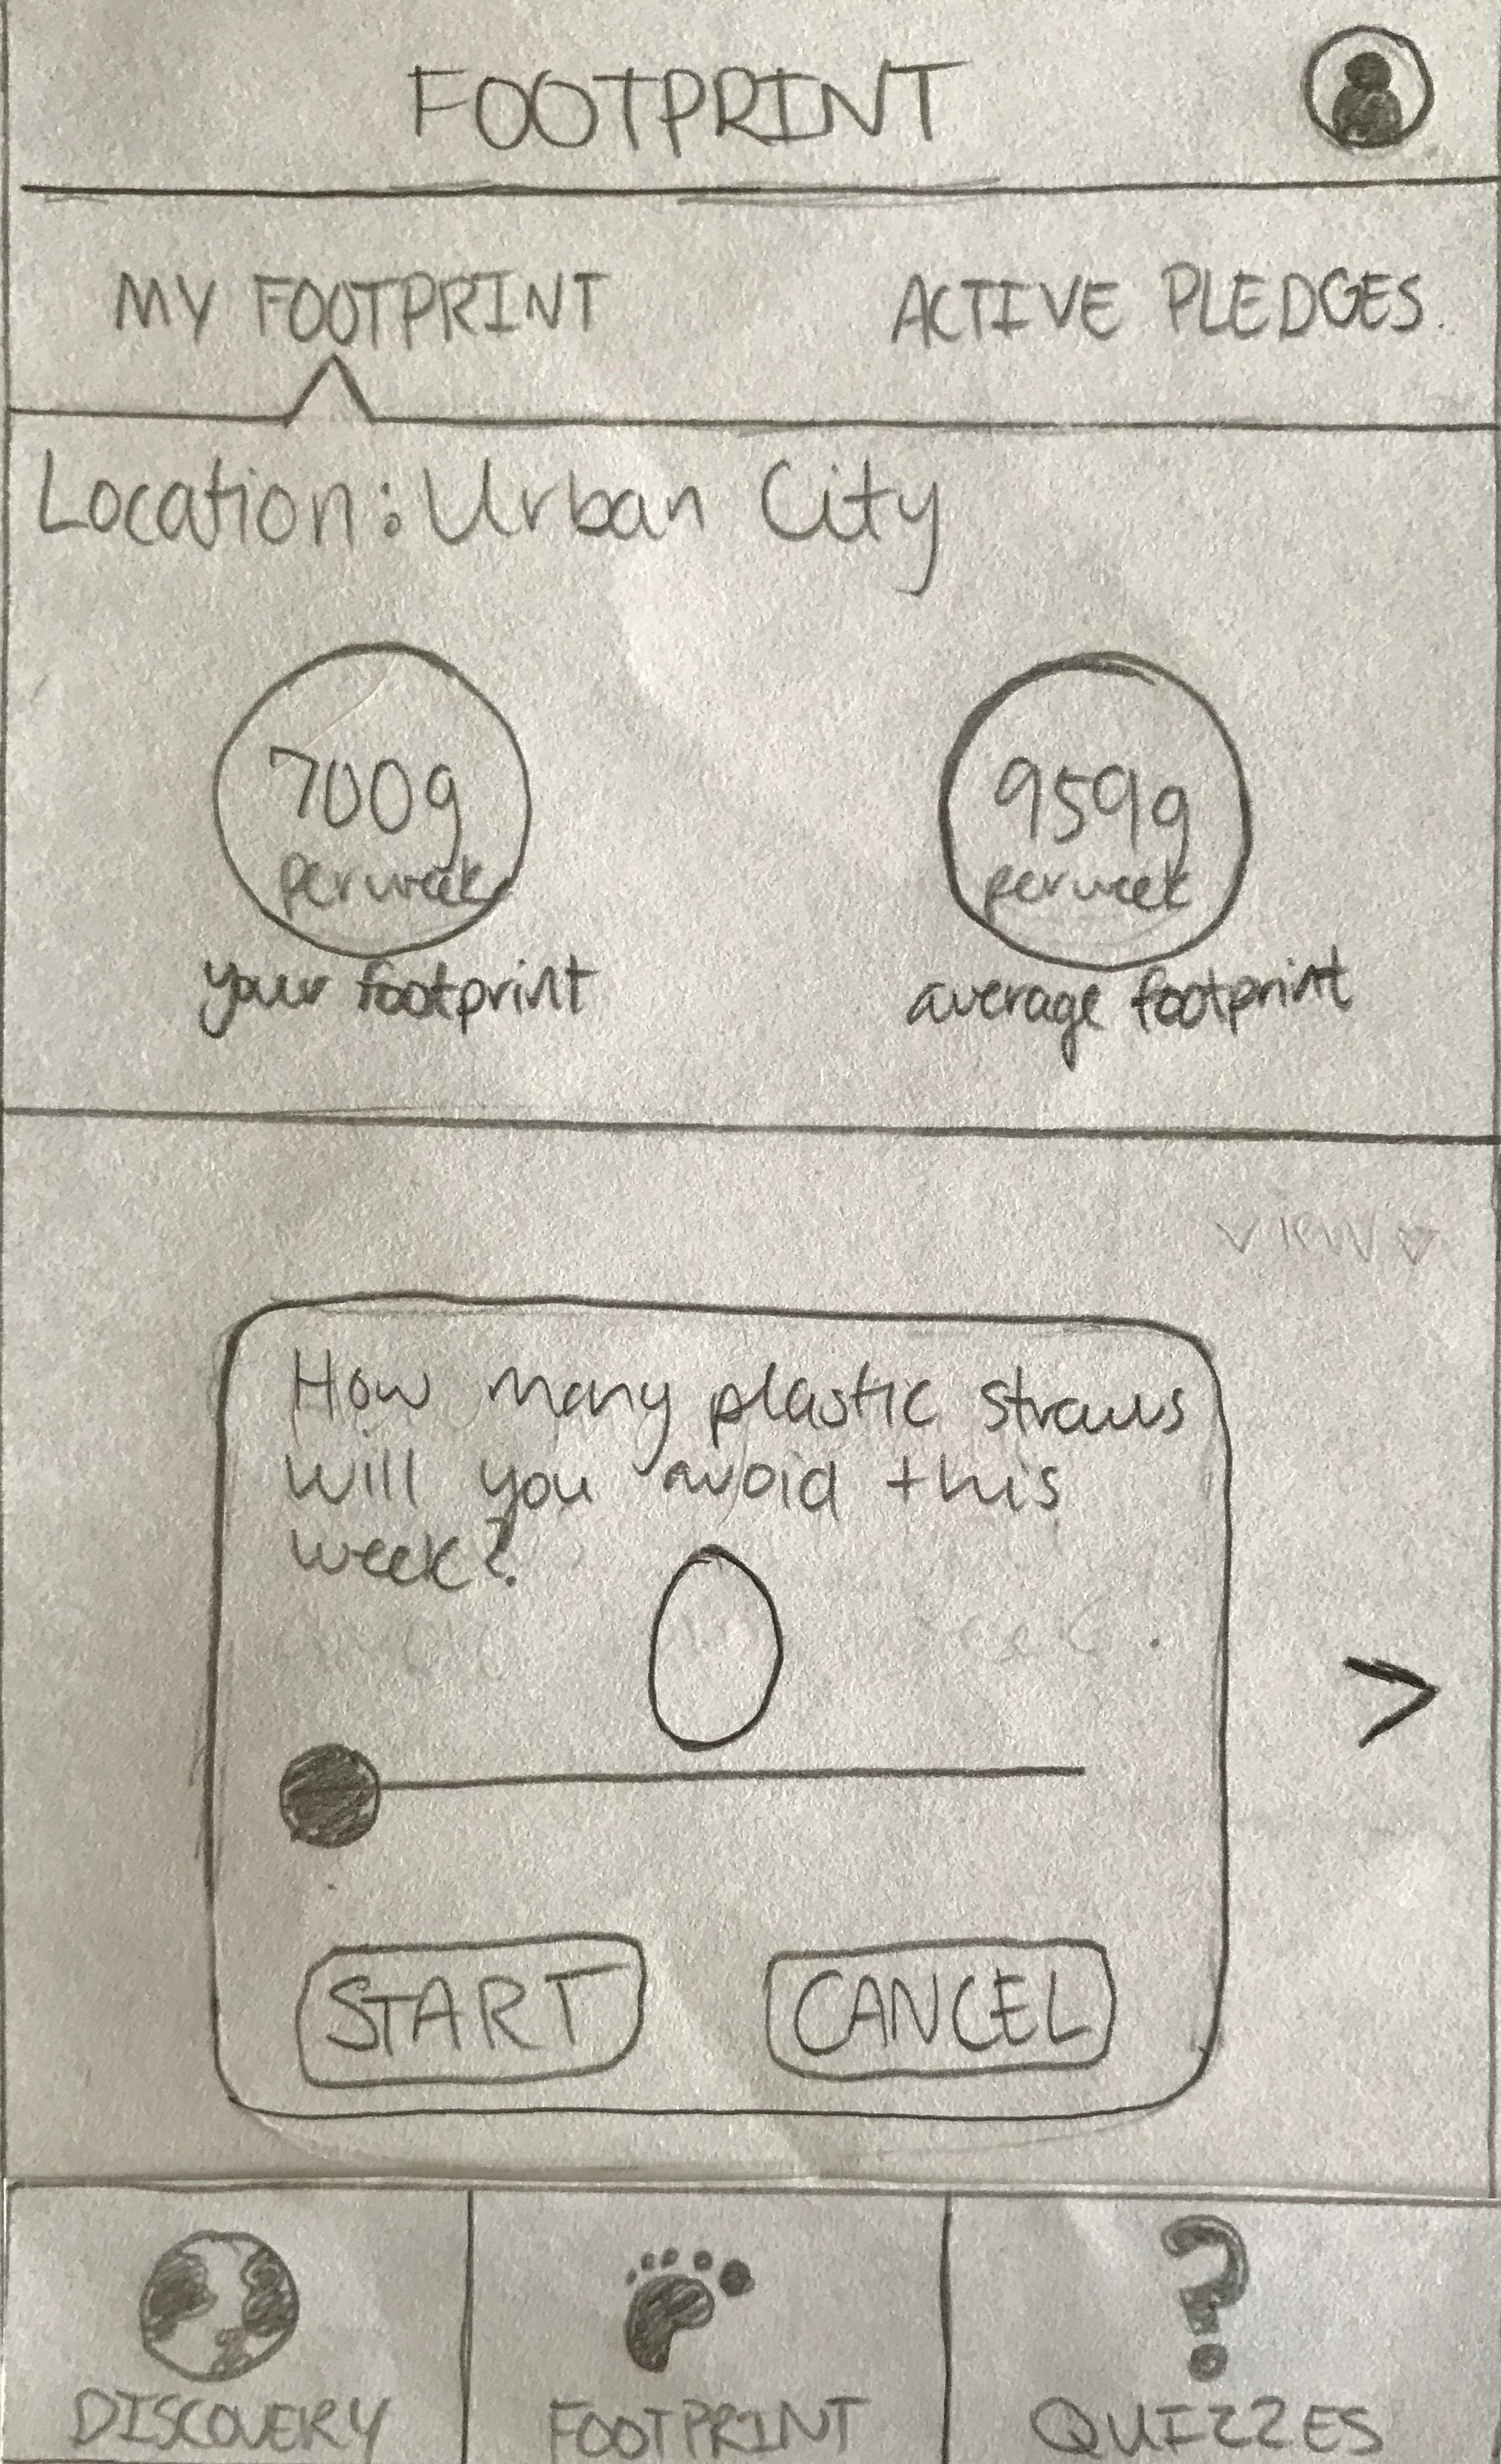 FOOTPRINT
MY FOOTPRINT
ACTIVE PLEDGES
Location: Urban City
700g
per week
your footprint
959g
per week
average footprint
VIEW
How many plastic straws
will you avoid this
week?
0
>
START
CANCEL
DISCOVERY
FOOTPRINT
?
QUIZZES